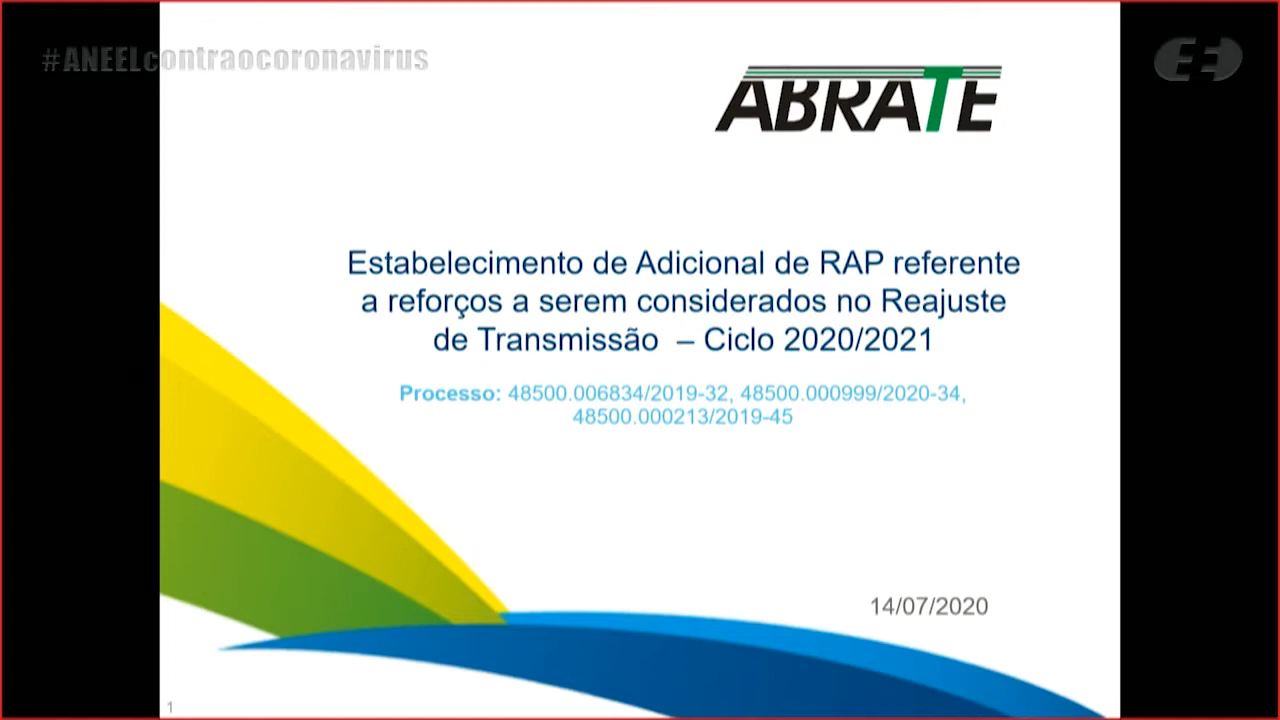 #ANEELcontraocoronavirus
ABRATE
Estabelecimento de Adicional de RAP referente
a reforços a serem considerados no Reajuste
de Transmissão – Ciclo 2020/2021
Processo: 48500.006834/2019-32, 48500.000999/2020-34,
48500.000213/2019-45
14/07/2020
1